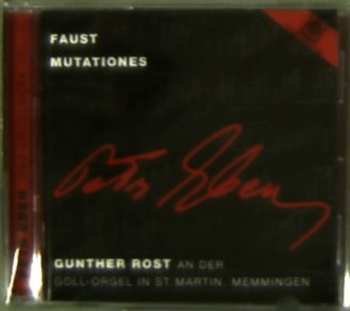 FAUST
MUTATIONES
Petr Eben
GUNTHER ROST AN DER
GOLL-ORGEL IN ST. MARTIN, MEMMINGEN